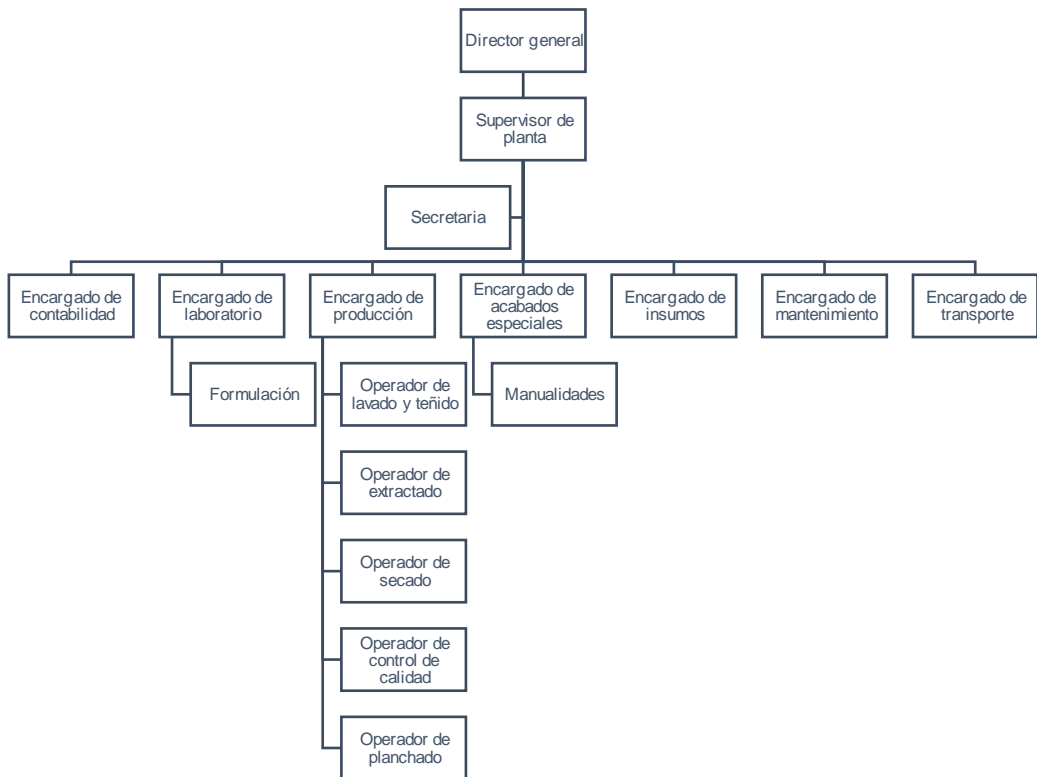 Director general
Supervisor de
planta
Secretaria
Encargado de
contabilidad
Encargado de
laboratorio
Encargado de
producción
Encargado de
acabados
especiales
Encargado de
insumos
Encargado de
mantenimiento
Encargado de
transporte
Formulación
Operador de
lavado y teñido
Manualidades
Operador de
extractado
Operador de
secado
Operador de
control de
calidad
Operador de
planchado